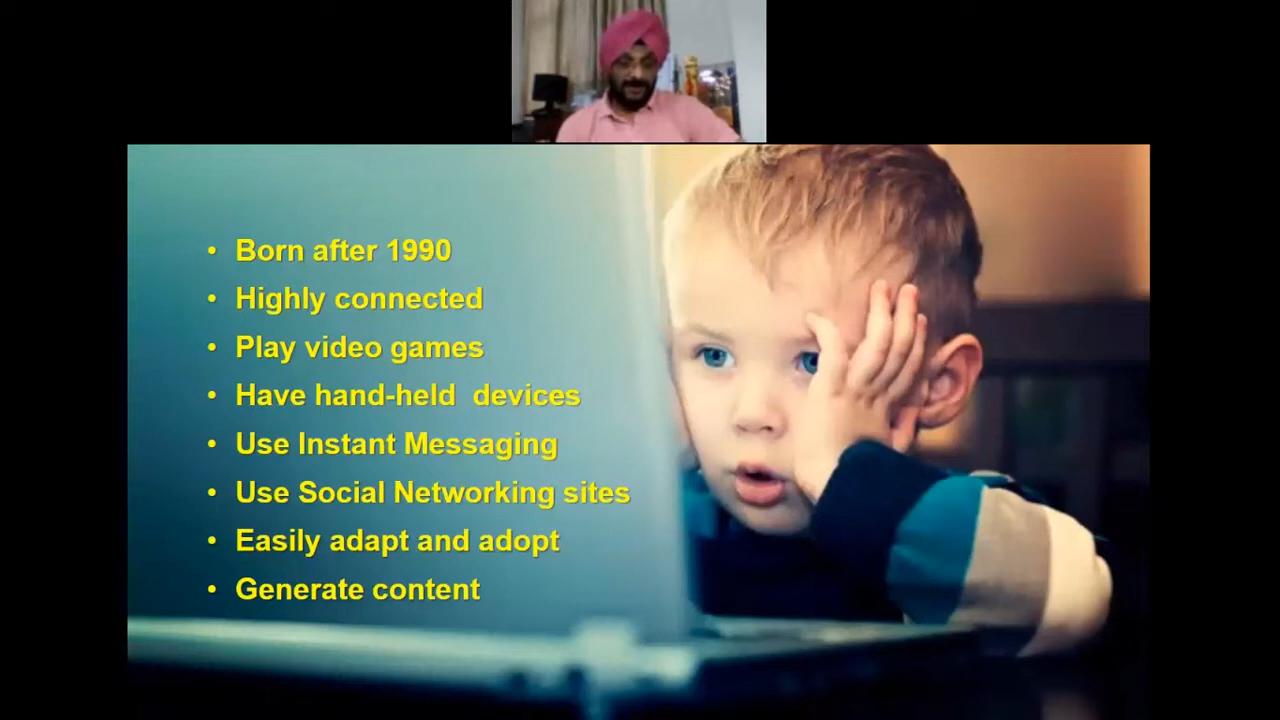 • Born after 1990
• Highly connected
• Play video games
• Have hand-held  devices
• Use Instant Messaging
• Use Social Networking sites
• Easily adapt and adopt
• Generate content